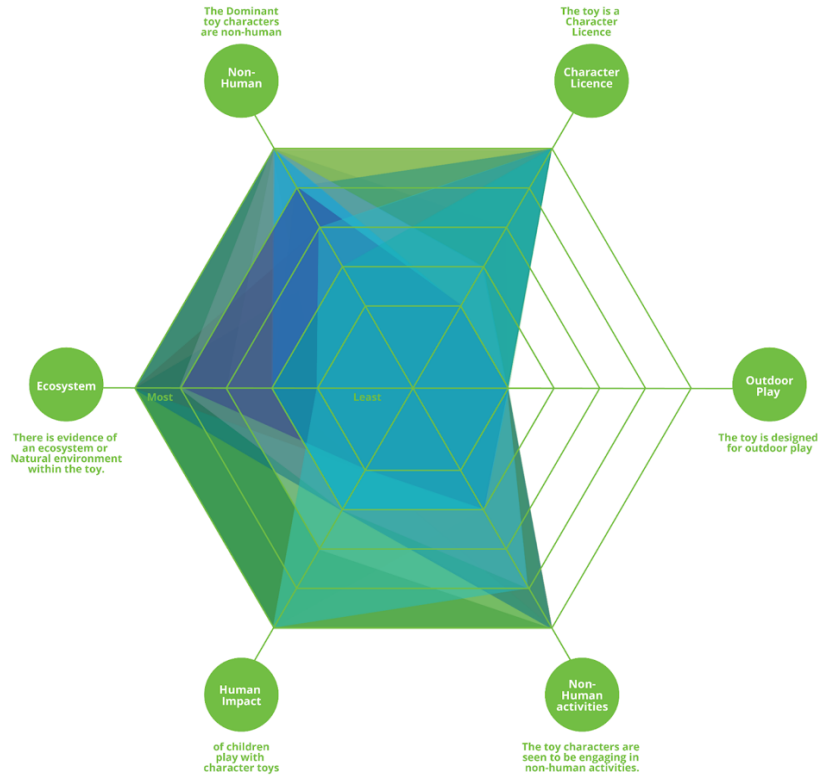 The Dominant
toy characters
are non-human
Non-
Human
The toy is a
Character
Licence
Character
Licence
Ecosystem
There is evidence of
an ecosystem or
Natural environment
within the toy.
Most
Least
Outdoor
Play
The toy is designed
for outdoor play
Human
Impact
of children
play with
character toys
Non-
Human
activities
The toy characters are
seen to be engaging in
non-human activities.